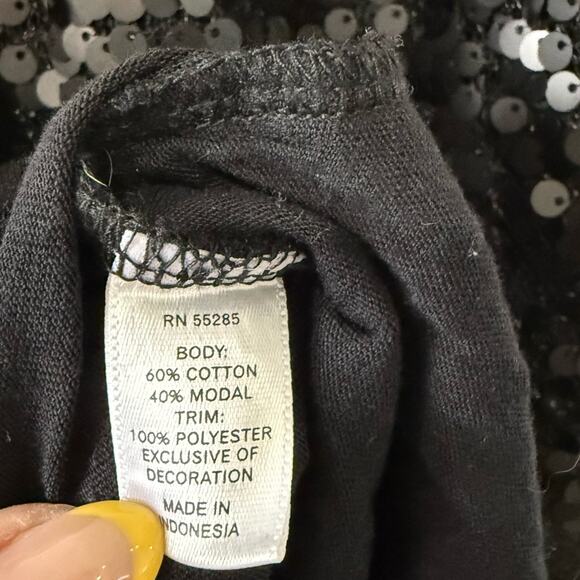 RN 55285
BODY:
60% COTTON
40% MODAL
TRIM:
100% POLYESTER
EXCLUSIVE OF
DECORATION
MADE IN
INDONESIA